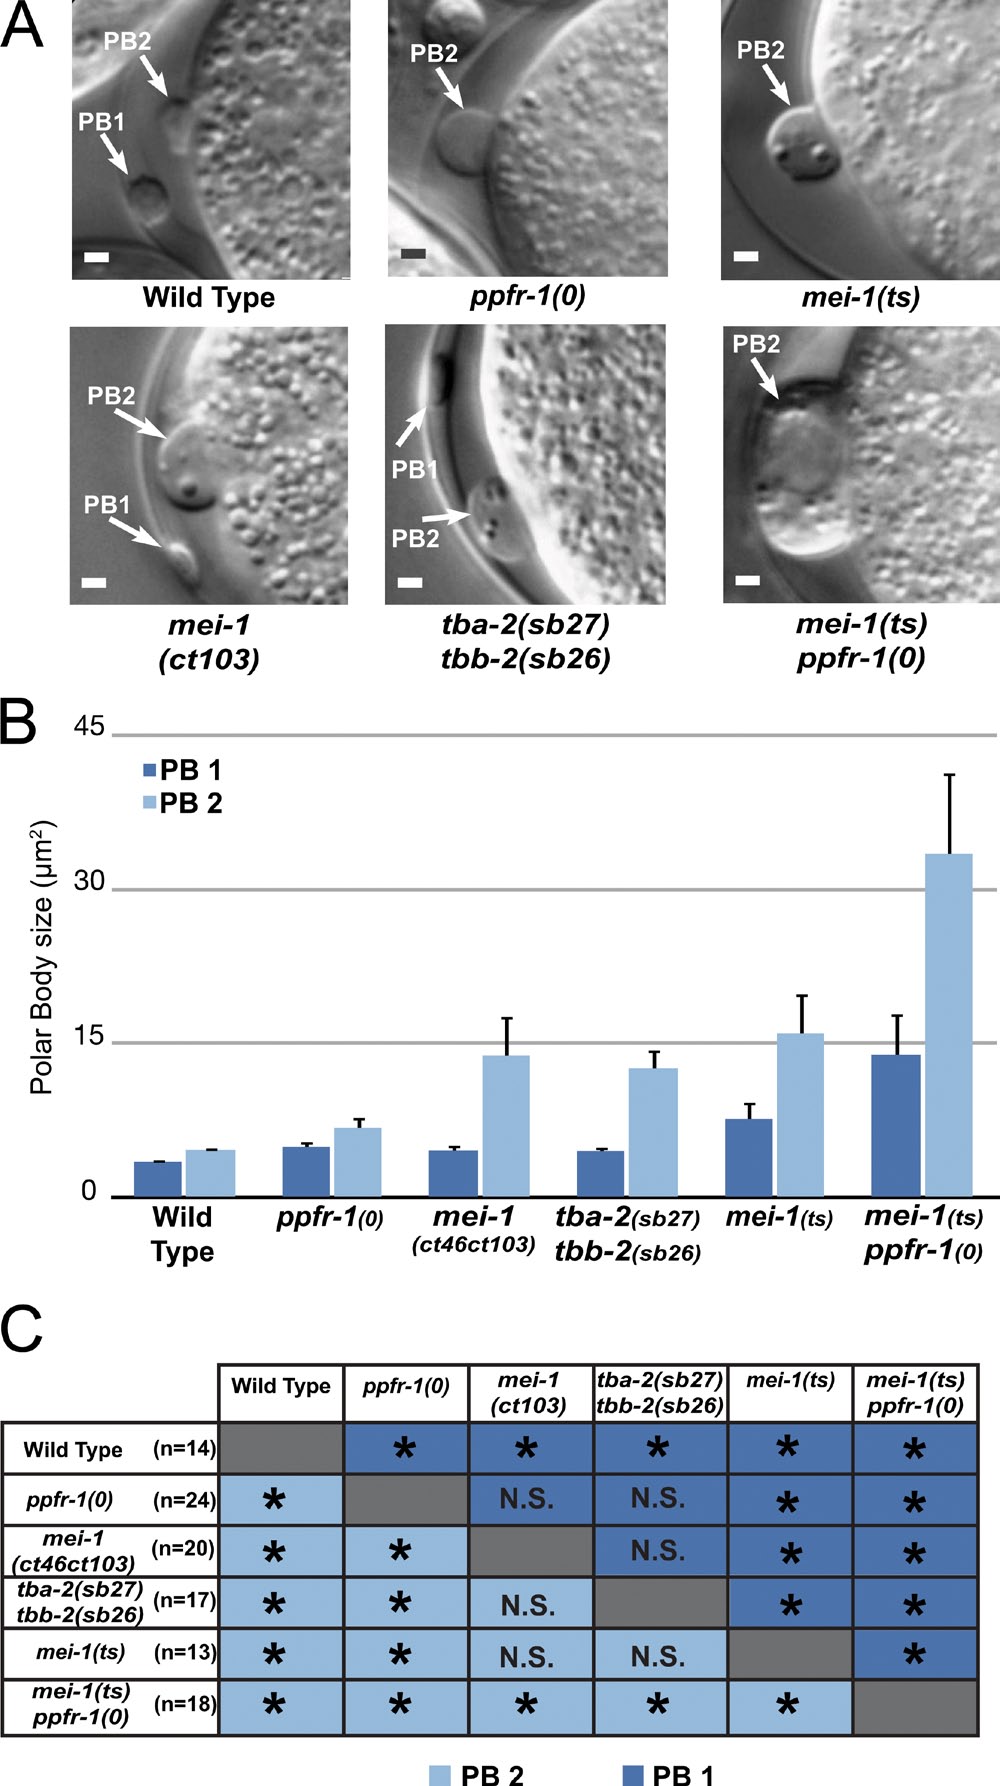 A
PB2
PB1
Wild Type
PB2
ppfr-1(0)
PB2
mei-1(ts)
PB2
PB1
mei-1
(ct103)
PB1
PB2
tba-2(sb27)
tbb-2(sb26)
PB2
mei-1(ts)
ppfr-1(0)
B
45
30
15
0
Polar Body size (µm²)
PB 1
PB 2
Wild
Type
ppfr-1(0)
mei-1
(ct46ct103)
tba-2(sb27)
tbb-2(sb26)
mei-1(ts)
mei-1(ts)
ppfr-1(0)
C
Wild Type
ppfr-1(0)
mei-1
(ct103)
tba-2(sb27)
tbb-2(sb26)
mei-1(ts)
mei-1(ts)
ppfr-1(0)
Wild Type (n=14) * * * * *
ppfr-1(0) (n=24) * N.S. N.S. * *
mei-1
(ct46ct103) (n=20) * * N.S. * *
tba-2(sb27)
tbb-2(sb26) (n=17) * * N.S. * *
mei-1(ts) (n=13) * * N.S. N.S. *
mei-1(ts)
ppfr-1(0) (n=18) * * * * *
PB 2 PB 1